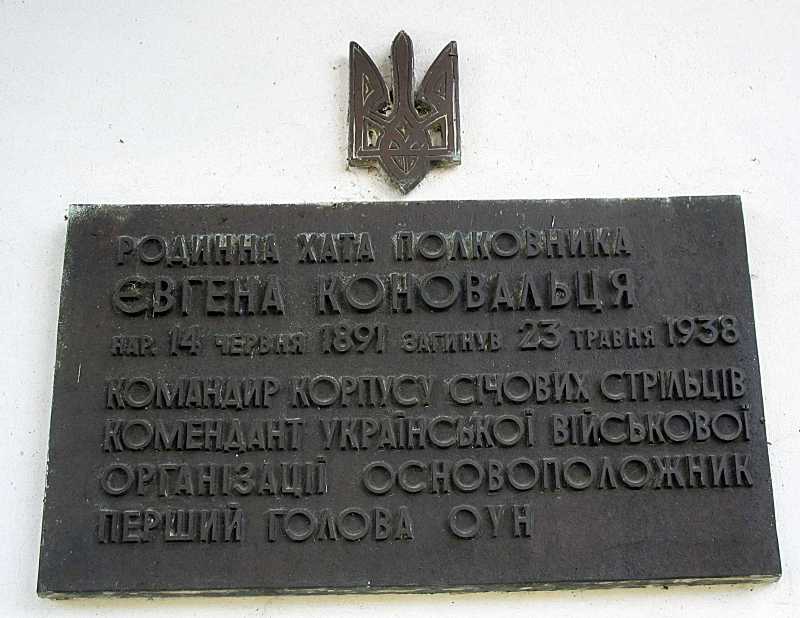 РОДИННА ХАТА ПОЛКОВНИКА
ЄВГЕНА КОНОВАЛЬЦЯ
НАР. 14 ЧЕРВНЯ 1891 ЗАГИНУВ 23 ТРАВНЯ 1938
КОМАНДИР КОРПУСУ СІЧОВИХ СТРІЛЬЦІВ
КОМЕНДАНТ УКРАЇНСЬКОЇ ВІЙСЬКОВОЇ
ОРГАНІЗАЦІЇ ОСНОВОПОЛОЖНИК
ПЕРШИЙ ГОЛОВА ОУН